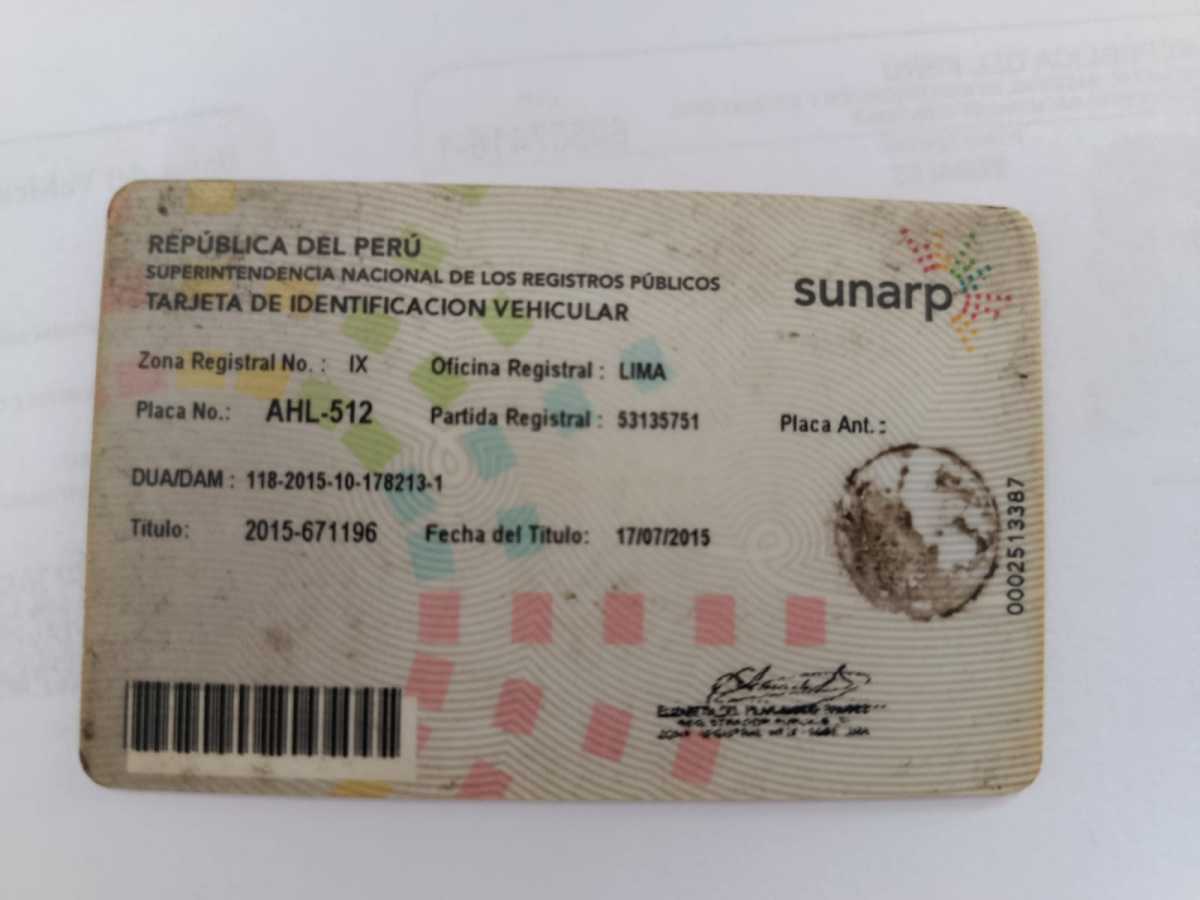 REPÚBLICA DEL PERÚ
SUPERINTENDENCIA NACIONAL DE LOS REGISTROS PÚBLICOS
TARJETA DE IDENTIFICACION VEHICULAR
sunarp
Zona Registral No. : IX Oficina Registral : LIMA
Placa No.: AHL-512 Partida Registral : 53135751 Placa Ant. :
DUA/DAM : 118-2015-10-178213-1
Titulo: 2015-671196 Fecha del Titulo: 17/07/2015
0002513387